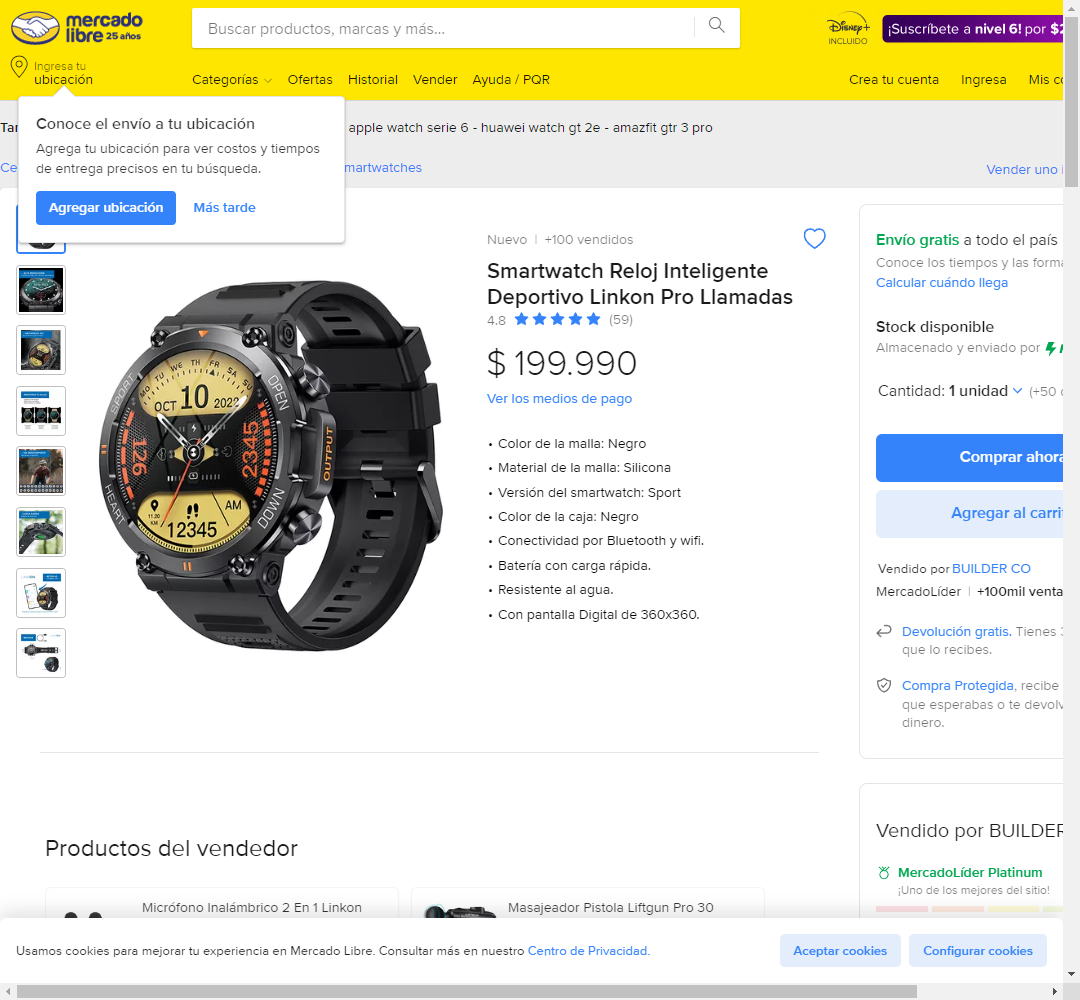 mercado
libre 25 años
Buscar productos, marcas y más...
Disney+
INCLUIDO
¡Suscríbete a nivel 6! por $
Ingresa tu
ubicación
Categorías
Ofertas
Historial
Vender
Ayuda / PQR
Crea tu cuenta
Ingresa
Mis
apple watch serie 6 - huawei watch gt 2e - amazfit gtr 3 pro
Conoce el envío a tu ubicación
Agrega tu ubicación para ver costos y tiempos
de entrega precisos en tu búsqueda.
Agregar ubicación
Más tarde
martwatches
Vender uno
Nuevo | +100 vendidos
Smartwatch Reloj Inteligente
Deportivo Linkon Pro Llamadas
4.8 (59)
$ 199.990
Ver los medios de pago
• Color de la malla: Negro
• Material de la malla: Silicona
• Versión del smartwatch: Sport
• Color de la caja: Negro
• Conectividad por Bluetooth y wifi.
• Batería con carga rápida.
• Resistente al agua.
• Con pantalla Digital de 360x360.
SPORT
OPEN
HEART
DOWN
OUTPUT
MO TU WE TH FR SA SU
OCT 10 2022
126
2345
11.20
KM
12345
AM
Envío gratis a todo el país
Conoce los tiempos y las forma
Calcular cuándo llega
Stock disponible
Almacenado y enviado por
Cantidad: 1 unidad (+50
Comprar ahora
Agregar al carri
Vendido por BUILDER CO
MercadoLíder | +100mil venta
Devolución gratis. Tienes
que lo recibes.
Compra Protegida, recibe
que esperabas o te devolv
dinero.
Productos del vendedor
Micrófono Inalámbrico 2 En 1 Linkon
Masajeador Pistola Liftgun Pro 30
Vendido por BUILDER
MercadoLíder Platinum
¡Uno de los mejores del sitio!
Usamos cookies para mejorar tu experiencia en Mercado Libre. Consultar más en nuestro Centro de Privacidad.
Aceptar cookies
Configurar cookies